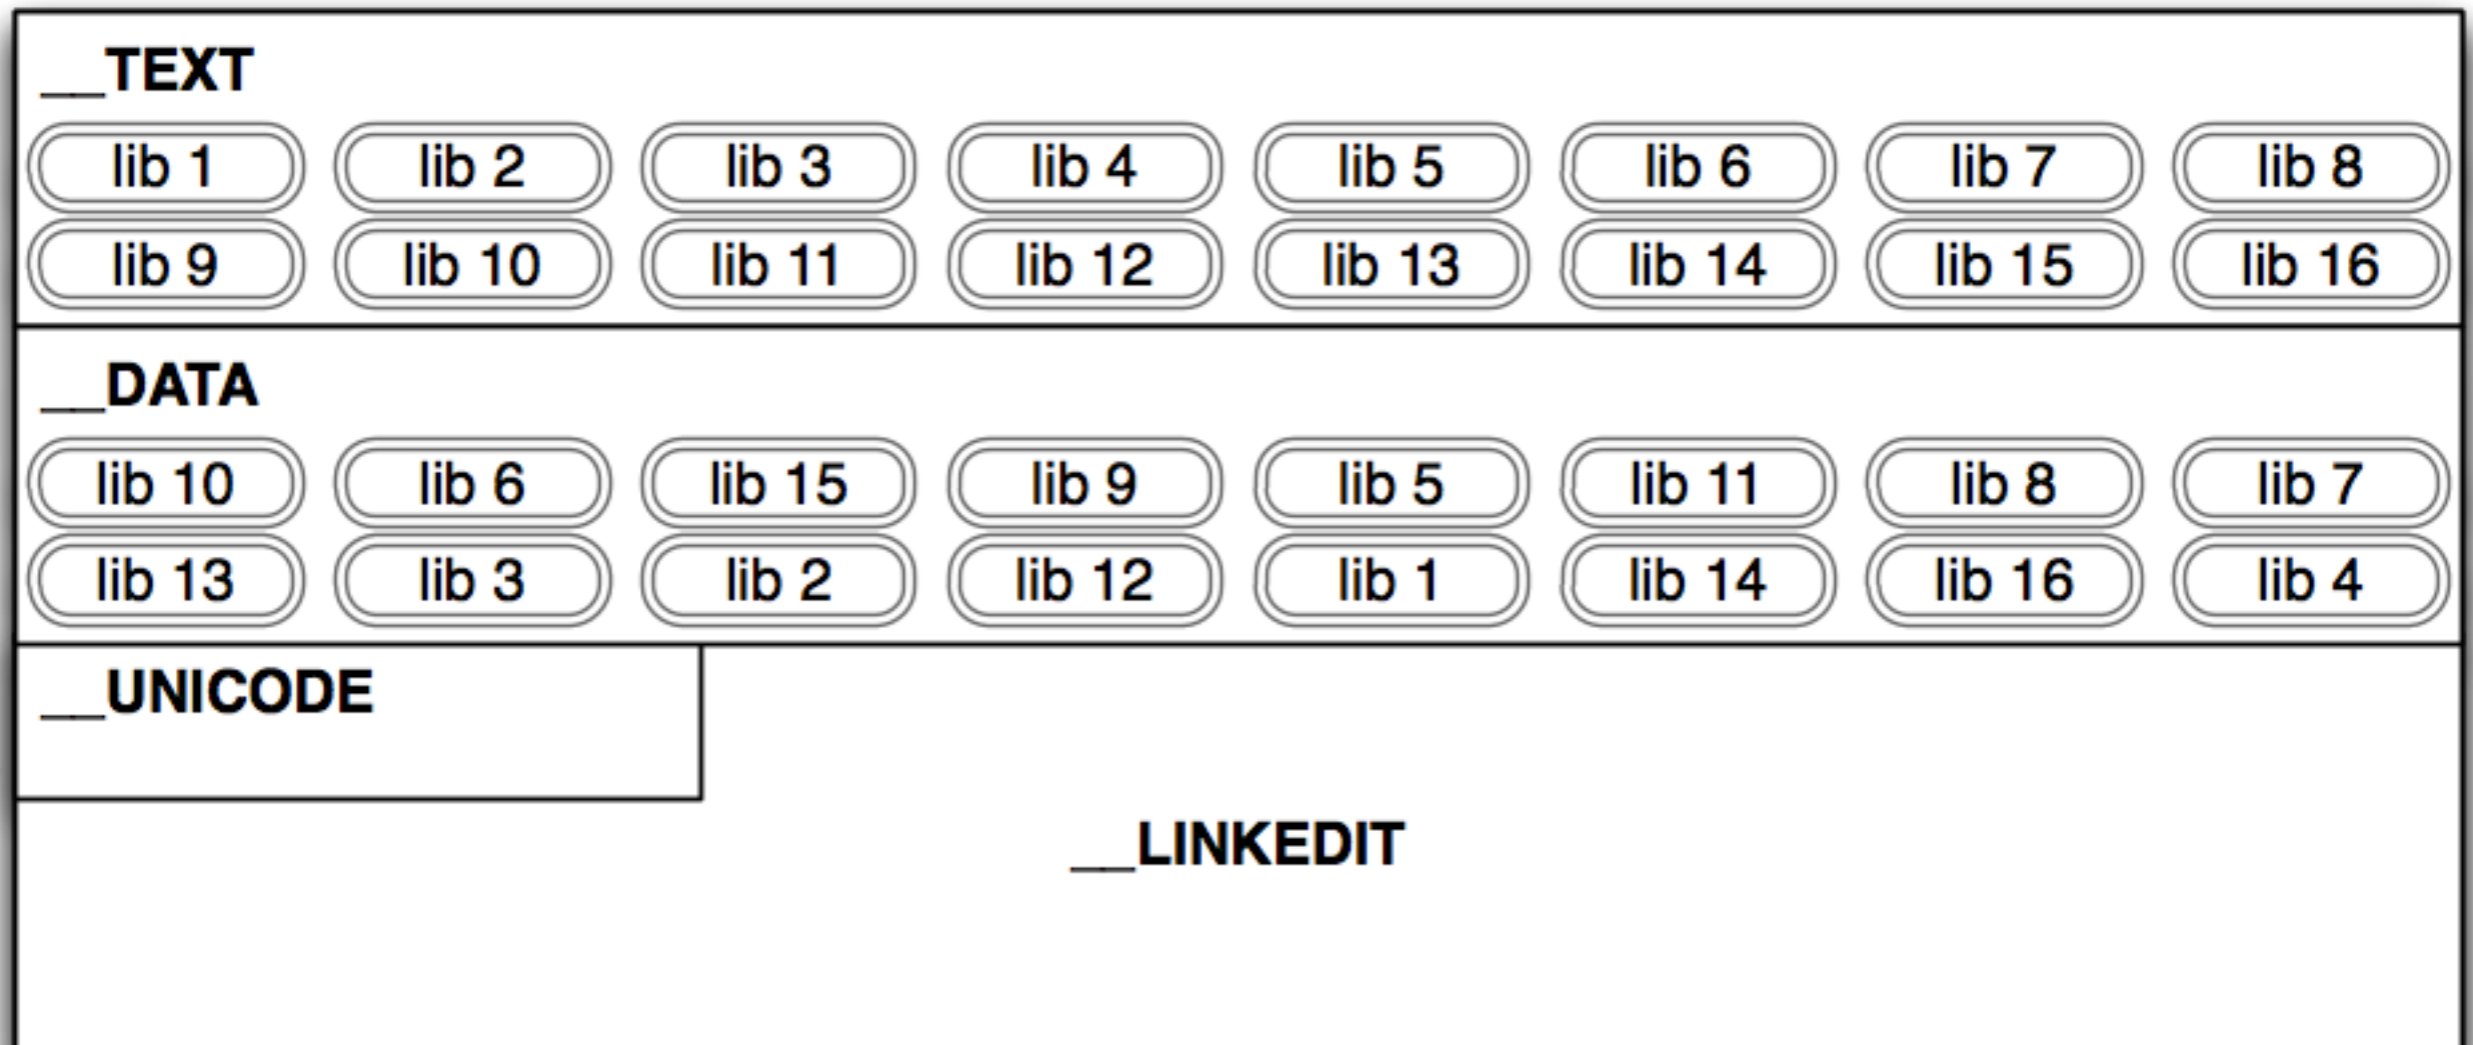 __TEXT
lib 1 lib 2 lib 3 lib 4 lib 5 lib 6 lib 7 lib 8
lib 9 lib 10 lib 11 lib 12 lib 13 lib 14 lib 15 lib 16
__DATA
lib 10 lib 6 lib 15 lib 9 lib 5 lib 11 lib 8 lib 7
lib 13 lib 3 lib 2 lib 12 lib 1 lib 14 lib 16 lib 4
__UNICODE
__LINKEDIT